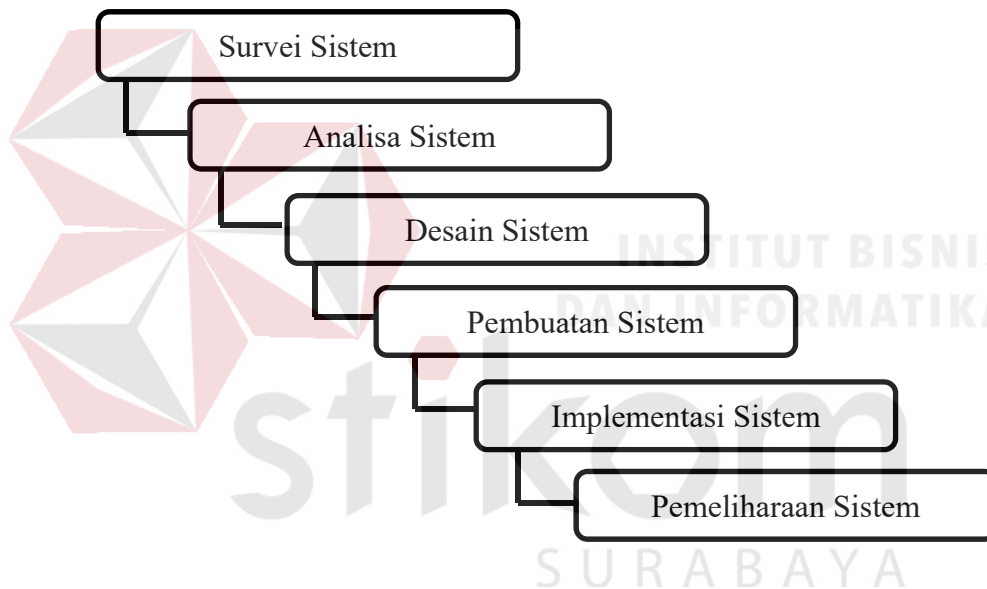 Survei Sistem
Analisa Sistem
Desain Sistem
INSTITUT BISNIS
DAN INFORMATIKA
Pembuatan Sistem
Implementasi Sistem
stikom
Pemeliharaan Sistem
SURABAYA